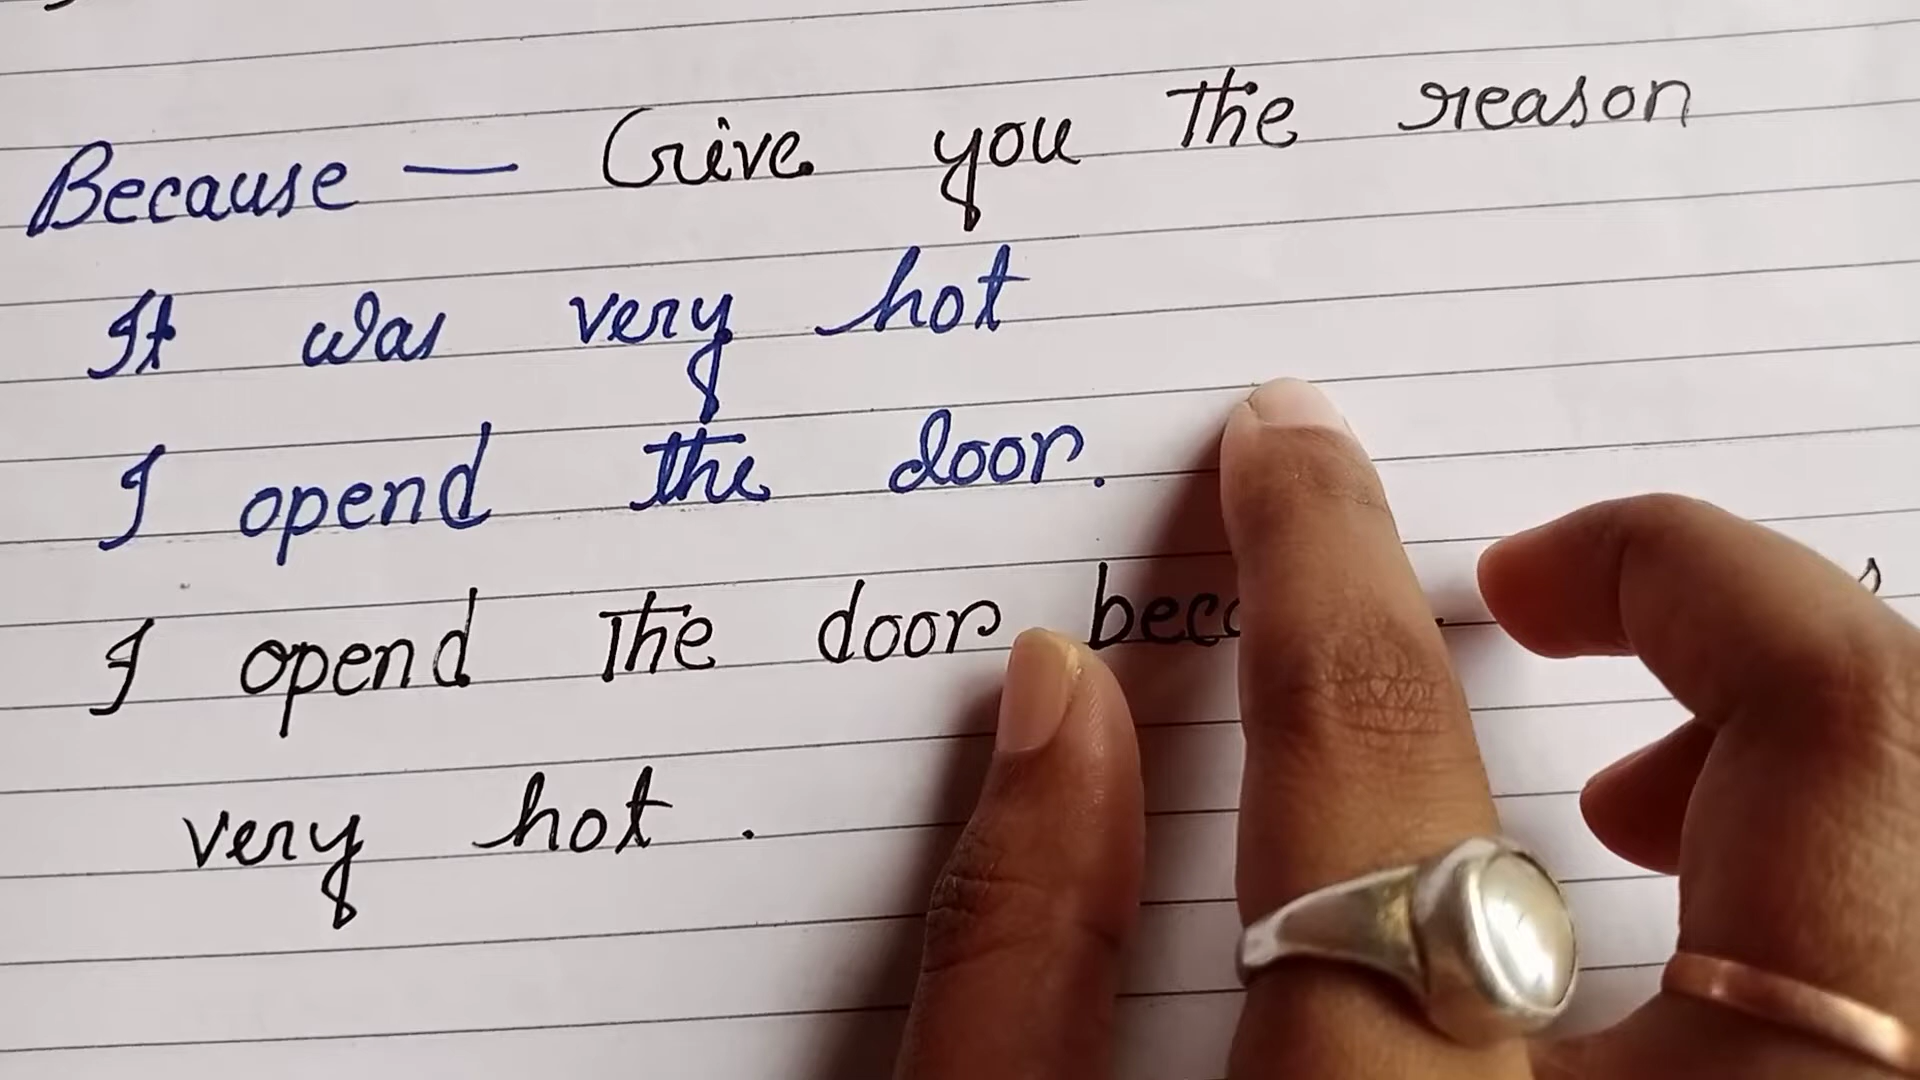 Because — Give you the reason
It was very hot
I opend the door.
I opend the door
very hot .